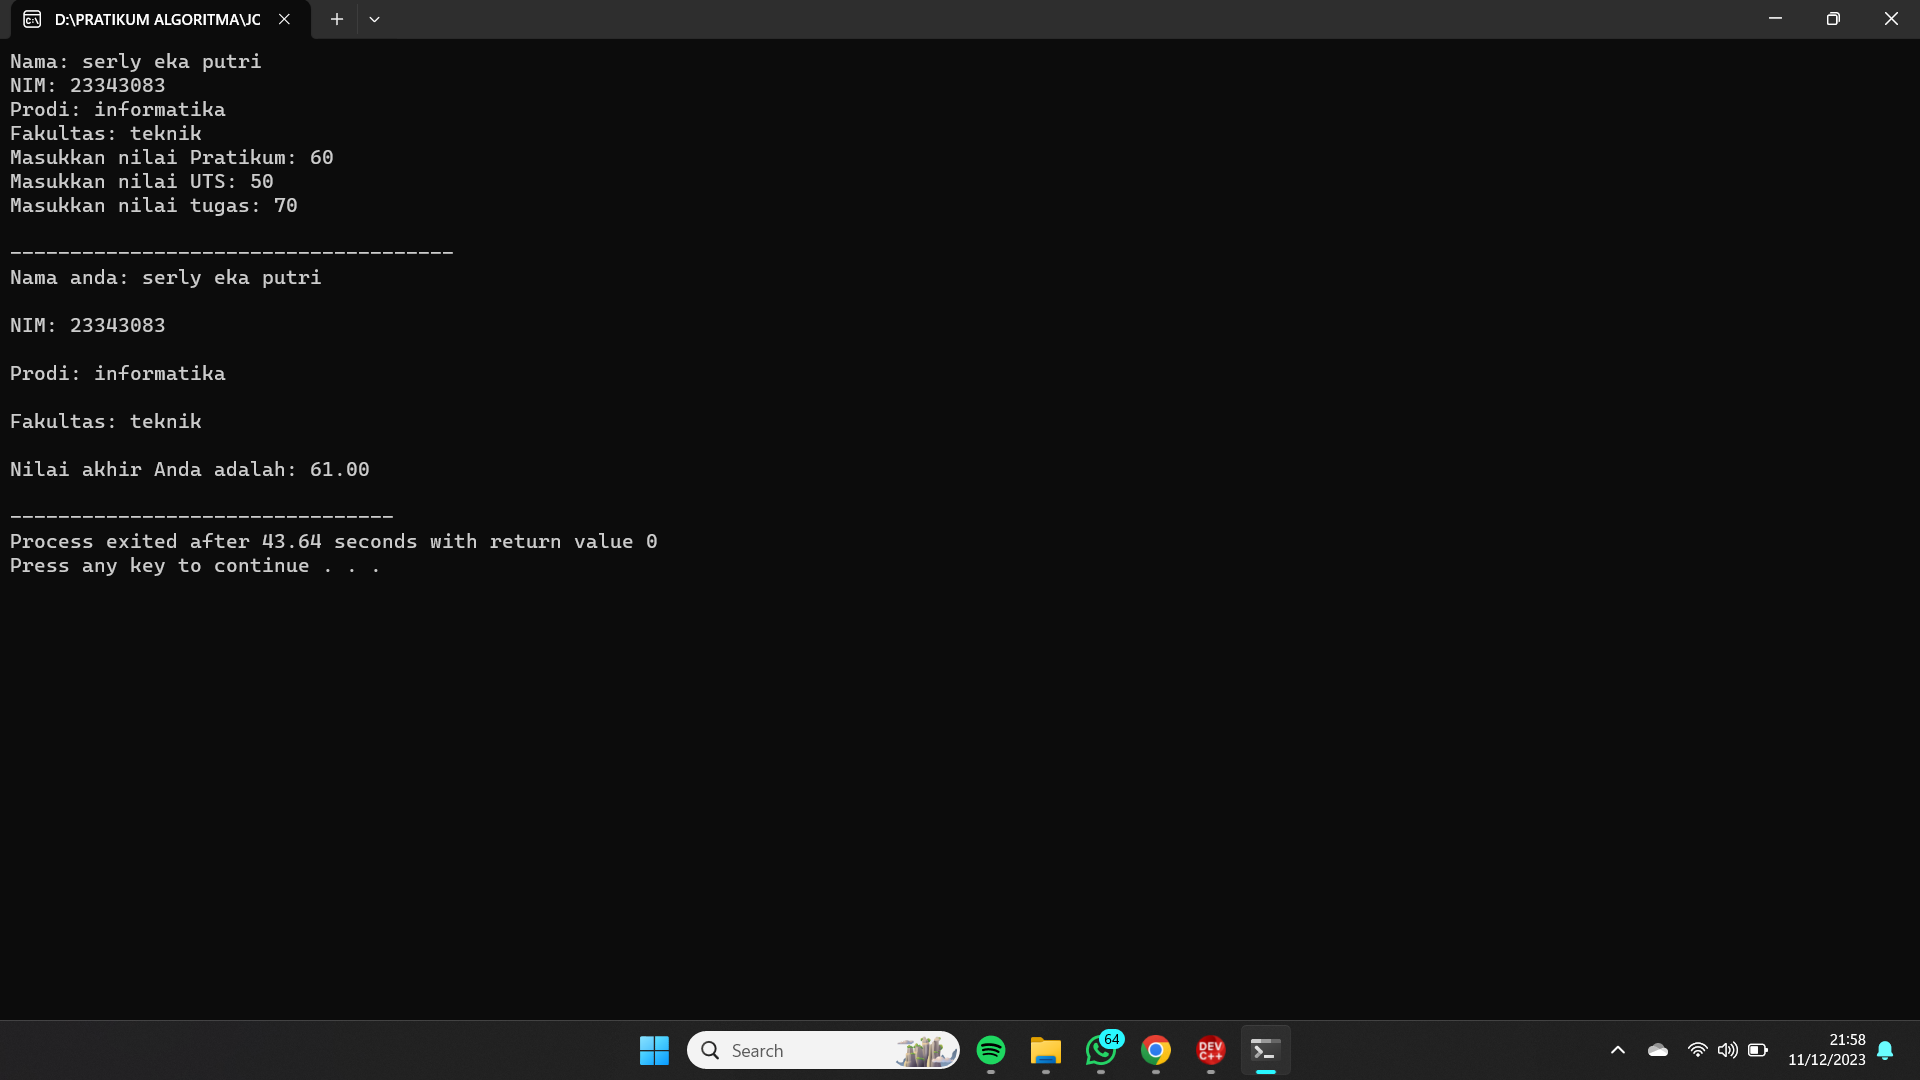 D:\PRATIKUM ALGORITMA\JC
Nama: serly eka putri
NIM: 23343083
Prodi: informatika
Fakultas: teknik
Masukkan nilai Pratikum: 60
Masukkan nilai UTS: 50
Masukkan nilai tugas: 70
-------------------------------------
Nama anda: serly eka putri
NIM: 23343083
Prodi: informatika
Fakultas: teknik
Nilai akhir Anda adalah: 61.00
--------------------------------
Process exited after 43.64 seconds with return value 0
Press any key to continue . . .
Search
64
DEV
C++
21:58
11/12/2023